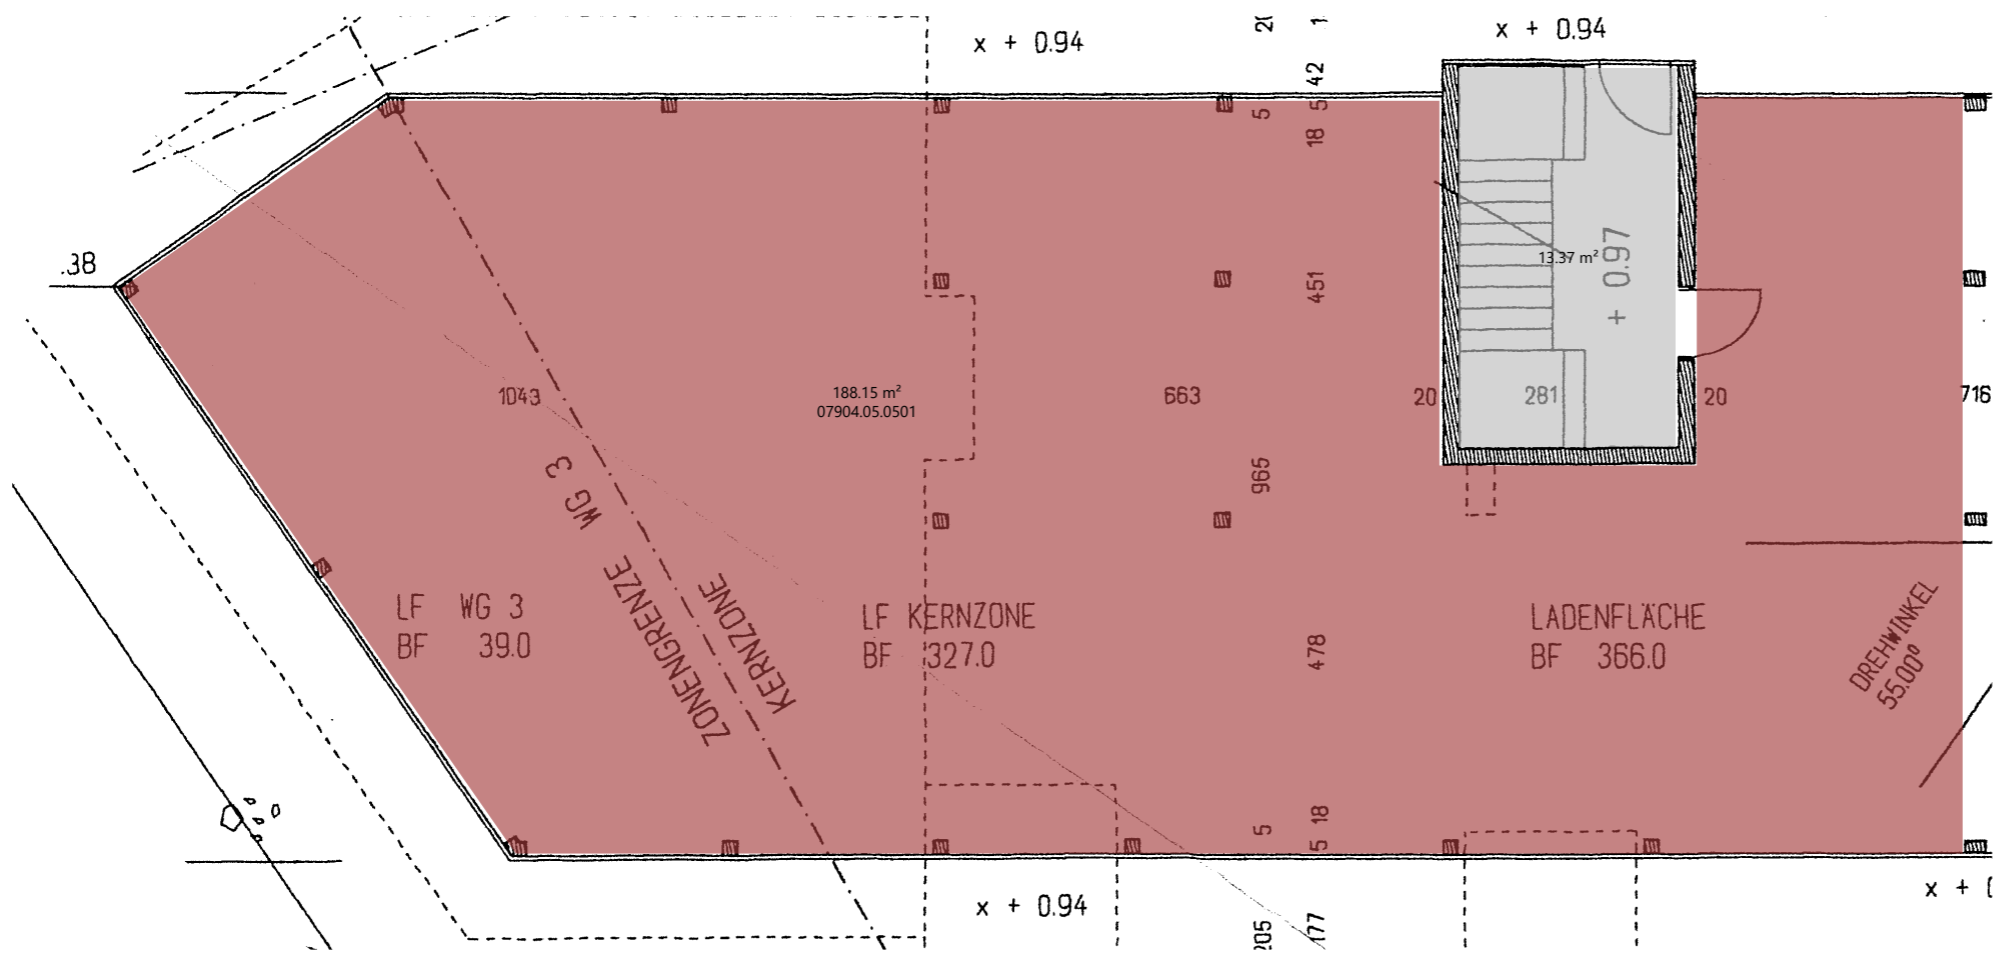 x + 0.94
x + 0.94
42
5
5
18
.38
+ 0.97
13.37 m²
451
1043
188.15 m²
07904.05.0501
663
20
281
20
716
965
WG 3
ZONENGRENZE
KERNZONE
LF WG 3
BF 39.0
LF KERNZONE
BF 327.0
478
LADENFLÄCHE
BF 366.0
DREHWINKEL
55.00°
5
18
5
x + 0.94
205
177